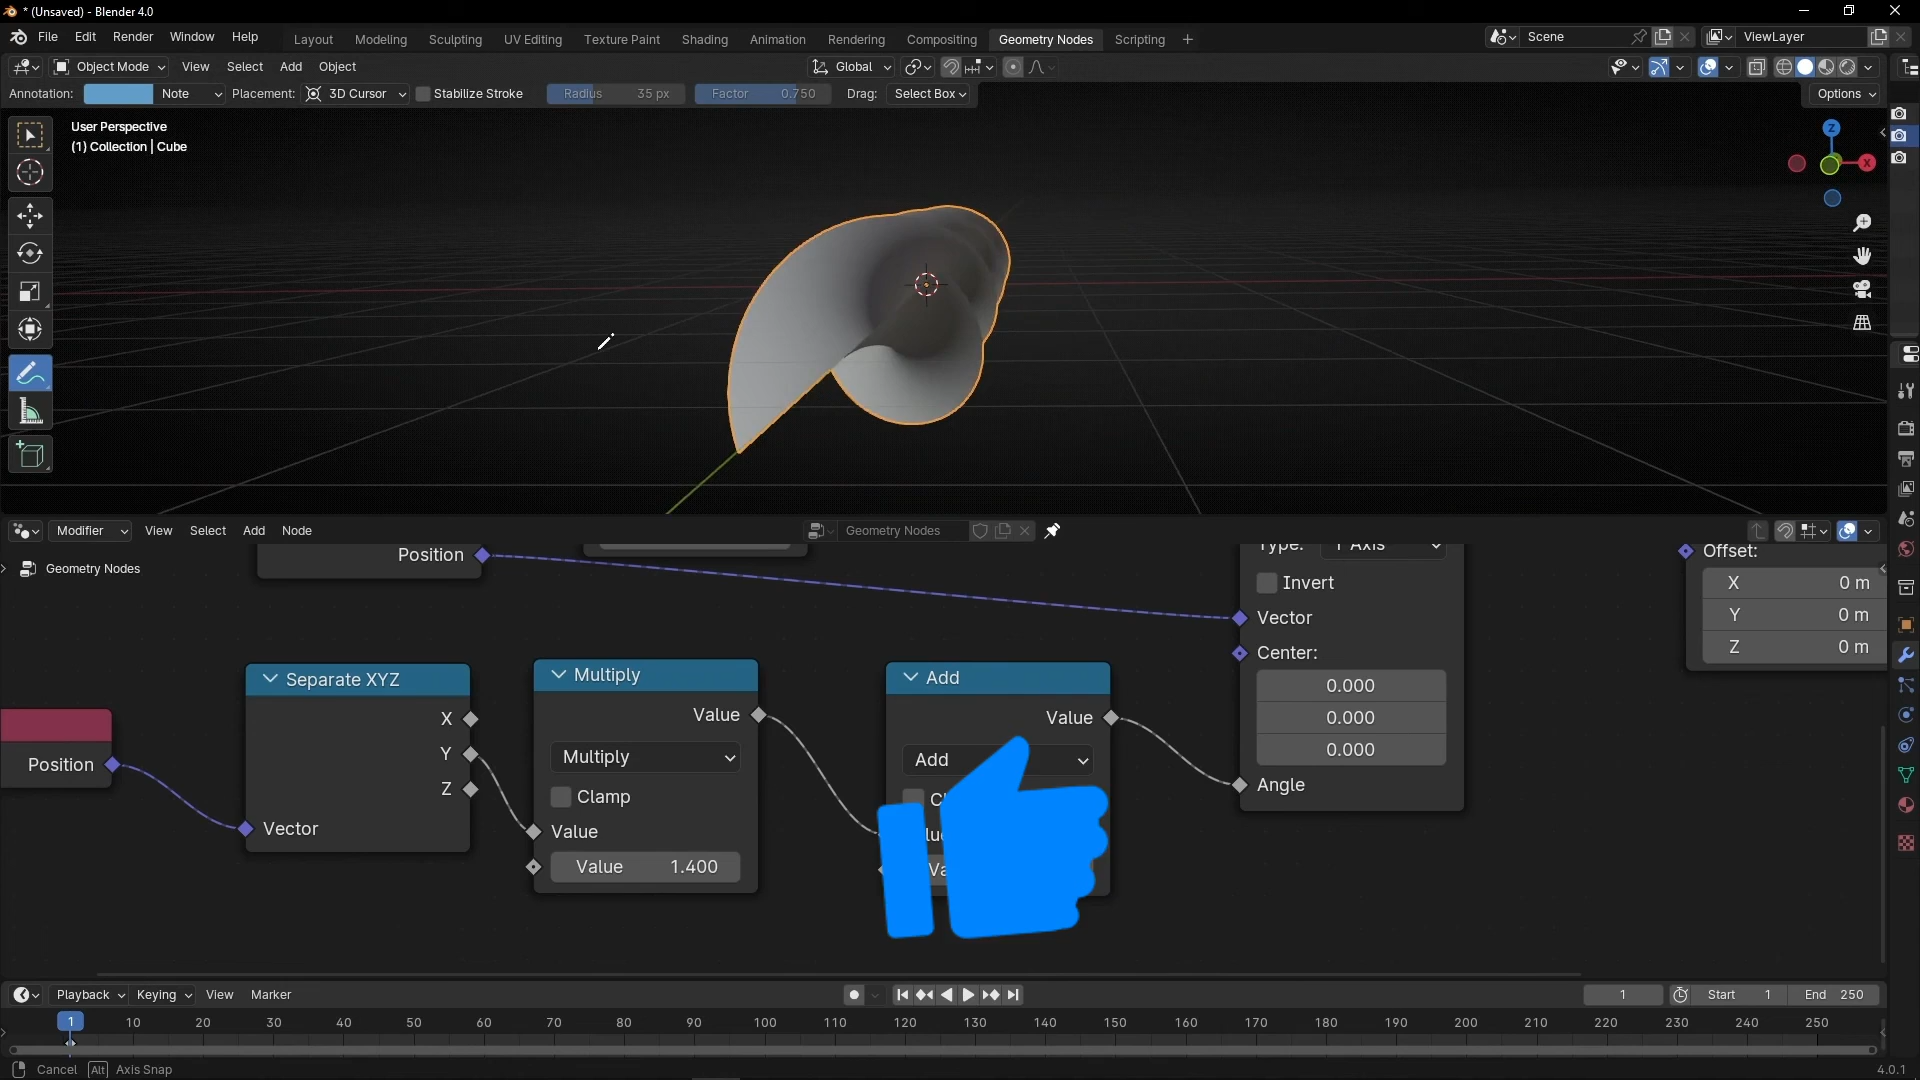 * (Unsaved) - Blender 4.0
File Edit Render Window Help
Layout Modeling Sculpting UV Editing Texture Paint Shading Animation Rendering Compositing Geometry Nodes Scripting +
Scene
ViewLayer
Object Mode View Select Add Object
Global
Annotation: Note Placement: 3D Cursor Stabilize Stroke Radius 35 px Factor 0.750 Drag: Select Box
Options
User Perspective
(1) Collection | Cube
Z
X
Modifier View Select Add Node
Geometry Nodes
Geometry Nodes
Position
Type: Y Axis
Invert
Vector
Center:
0.000
0.000
0.000
Angle
Offset:
X 0 m
Y 0 m
Z 0 m
Position
Separate XYZ
X
Y
Z
Vector
Multiply
Value
Multiply
Clamp
Value
Value 1.400
Add
Value
Add
Playback Keying View Marker
1
Start 1
End 250
1 10 20 30 40 50 60 70 80 90 100 110 120 130 140 150 160 170 180 190 200 210 220 230 240 250
Cancel Alt Axis Snap
4.0.1